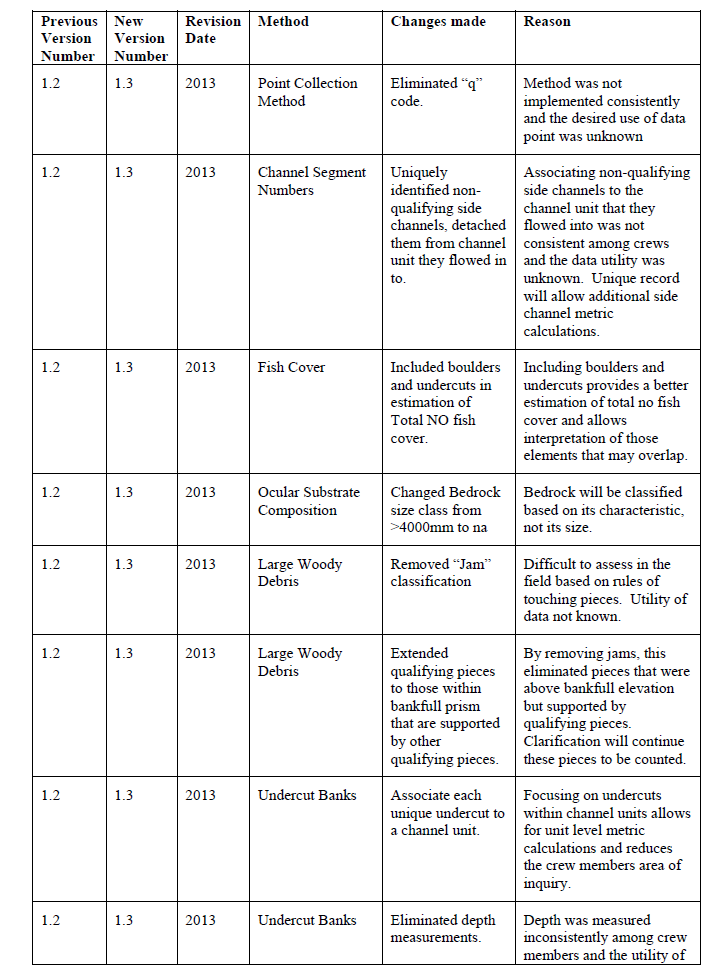 Previous Version Number | New Version Number | Revision Date | Method | Changes made | Reason
1.2 | 1.3 | 2013 | Point Collection Method | Eliminated “q” code. | Method was not implemented consistently and the desired use of data point was unknown
1.2 | 1.3 | 2013 | Channel Segment Numbers | Uniquely identified non-qualifying side channels, detached them from channel unit they flowed in to. | Associating non-qualifying side channels to the channel unit that they flowed into was not consistent among crews and the data utility was unknown. Unique record will allow additional side channel metric calculations.
1.2 | 1.3 | 2013 | Fish Cover | Included boulders and undercuts in estimation of Total NO fish cover. | Including boulders and undercuts provides a better estimation of total no fish cover and allows interpretation of those elements that may overlap.
1.2 | 1.3 | 2013 | Ocular Substrate Composition | Changed Bedrock size class from >4000mm to na | Bedrock will be classified based on its characteristic, not its size.
1.2 | 1.3 | 2013 | Large Woody Debris | Removed “Jam” classification | Difficult to assess in the field based on rules of touching pieces. Utility of data not known.
1.2 | 1.3 | 2013 | Large Woody Debris | Extended qualifying pieces to those within bankfull prism that are supported by other qualifying pieces. | By removing jams, this eliminated pieces that were above bankfull elevation but supported by qualifying pieces. Clarification will continue these pieces to be counted.
1.2 | 1.3 | 2013 | Undercut Banks | Associate each unique undercut to a channel unit. | Focusing on undercuts within channel units allows for unit level metric calculations and reduces the crew members area of inquiry.
1.2 | 1.3 | 2013 | Undercut Banks | Eliminated depth measurements. | Depth was measured inconsistently among crew members and the utility of